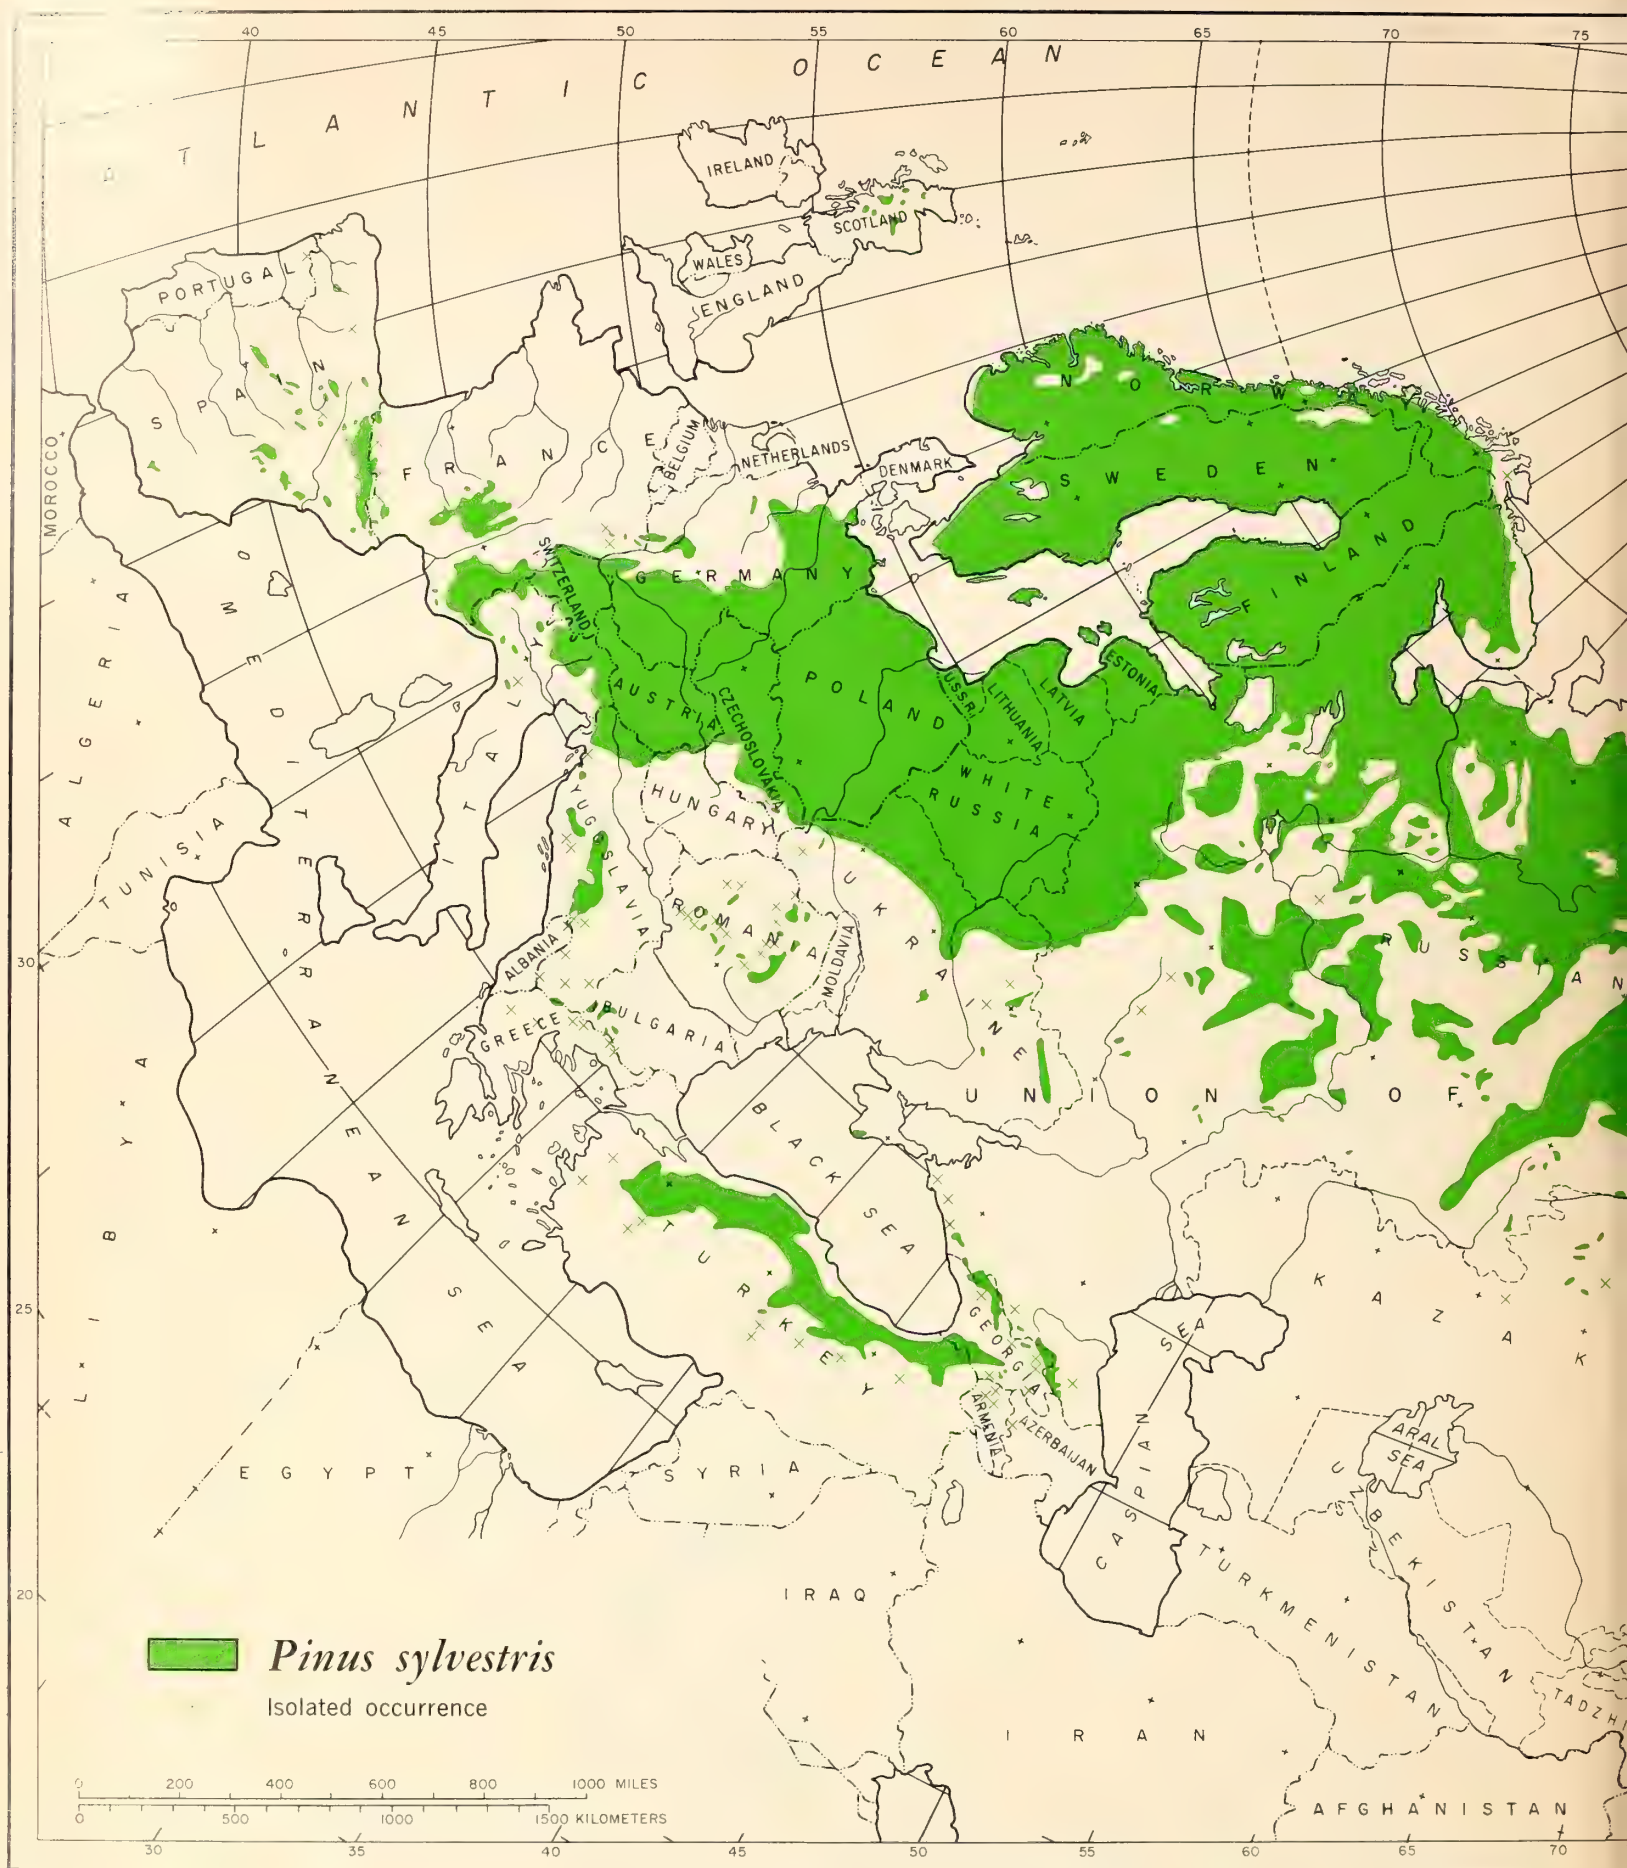 40 45 50 55 60 65 70 75
ATLANTIC OCEAN
IRELAND
SCOTLAND
WALES
ENGLAND
PORTUGAL
SPAIN
NORWAY
MOROCCO
FRANCE
BELGIUM
NETHERLANDS
DENMARK
SWEDEN
FINLAND
SWITZERLAND
GERMANY
ALGERIA
MEDITERRANEAN SEA
ITALY
AUSTRIA
CZECHOSLOVAKIA
POLAND
U.S.S.R.
LITHUANIA
LATVIA
ESTONIA
WHITE
RUSSIA
HUNGARY
YUGOSLAVIA
TUNISIA
UKRAINE
ROMANIA
MOLDAVIA
RUSSIAN
30
ALBANIA
GREECE
BULGARIA
UNION OF
LIBYA
BLACK SEA
TURKEY
25
GEORGIA
KAZAK
CASPIAN SEA
ARMENIA
AZERBAIJAN
ARAL
SEA
EGYPT
SYRIA
UZBEKISTAN
TURKMENISTAN
20
IRAQ
Pinus sylvestris
Isolated occurrence
TADZHI
IRAN
0 200 400 600 800 1000 MILES
0 500 1000 1500 KILOMETERS
AFGHANISTAN
30 35 40 45 50 55 60 65 70